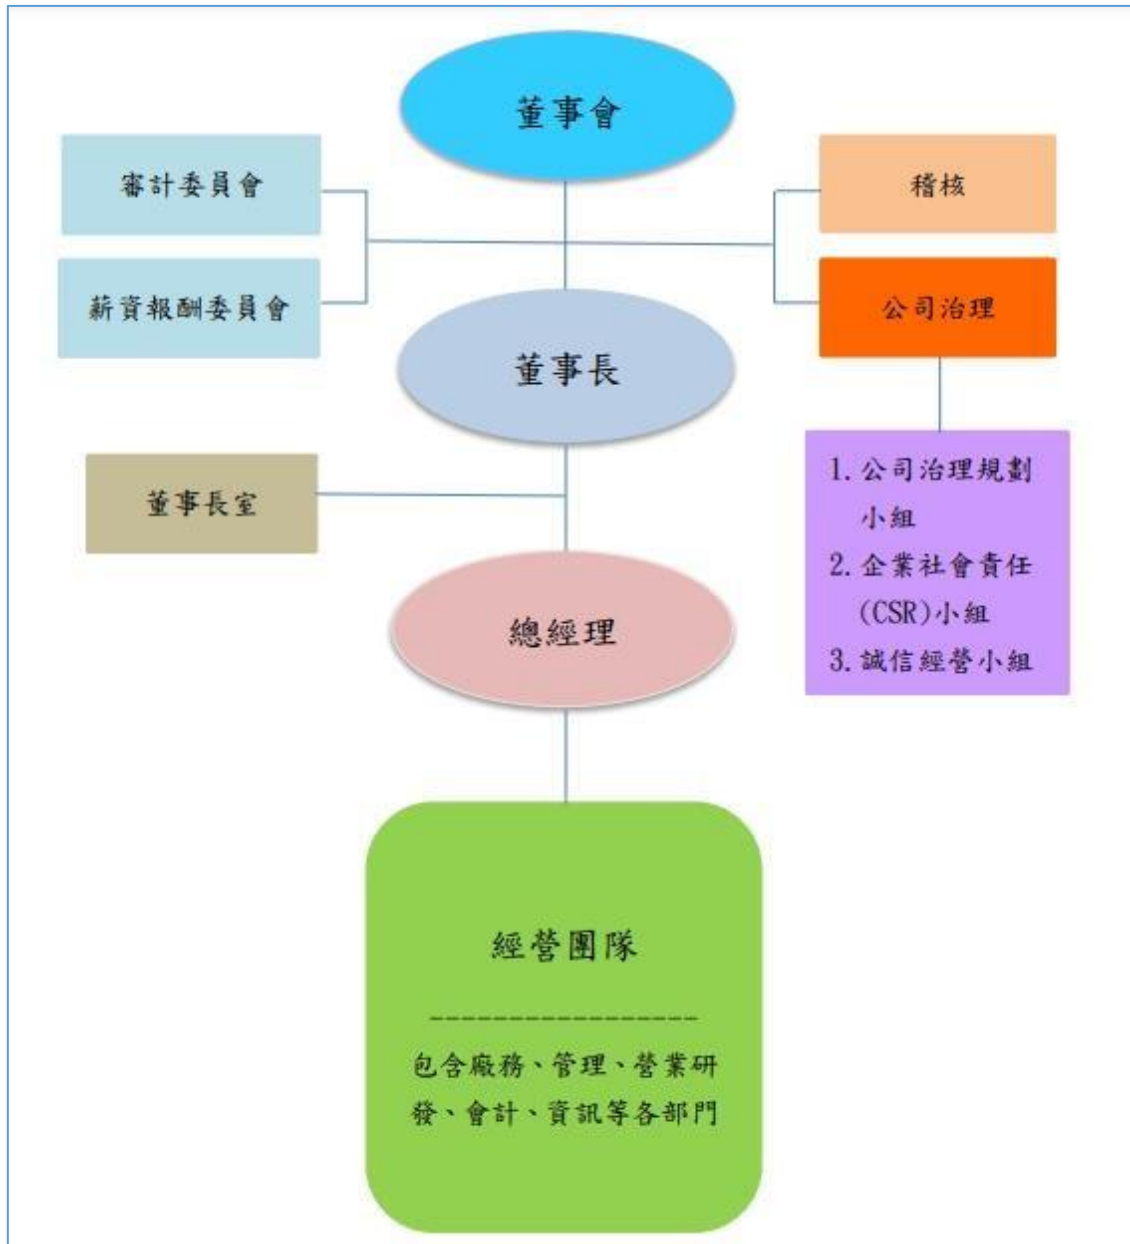 董事會
審計委員會
稽核
薪資報酬委員會
公司治理
董事長
董事長室
1. 公司治理規劃
小組
2. 企業社會責任
(CSR)小組
3. 誠信經營小組
總經理
經營團隊
-----------------
包含廠務、管理、營業研
發、會計、資訊等各部門